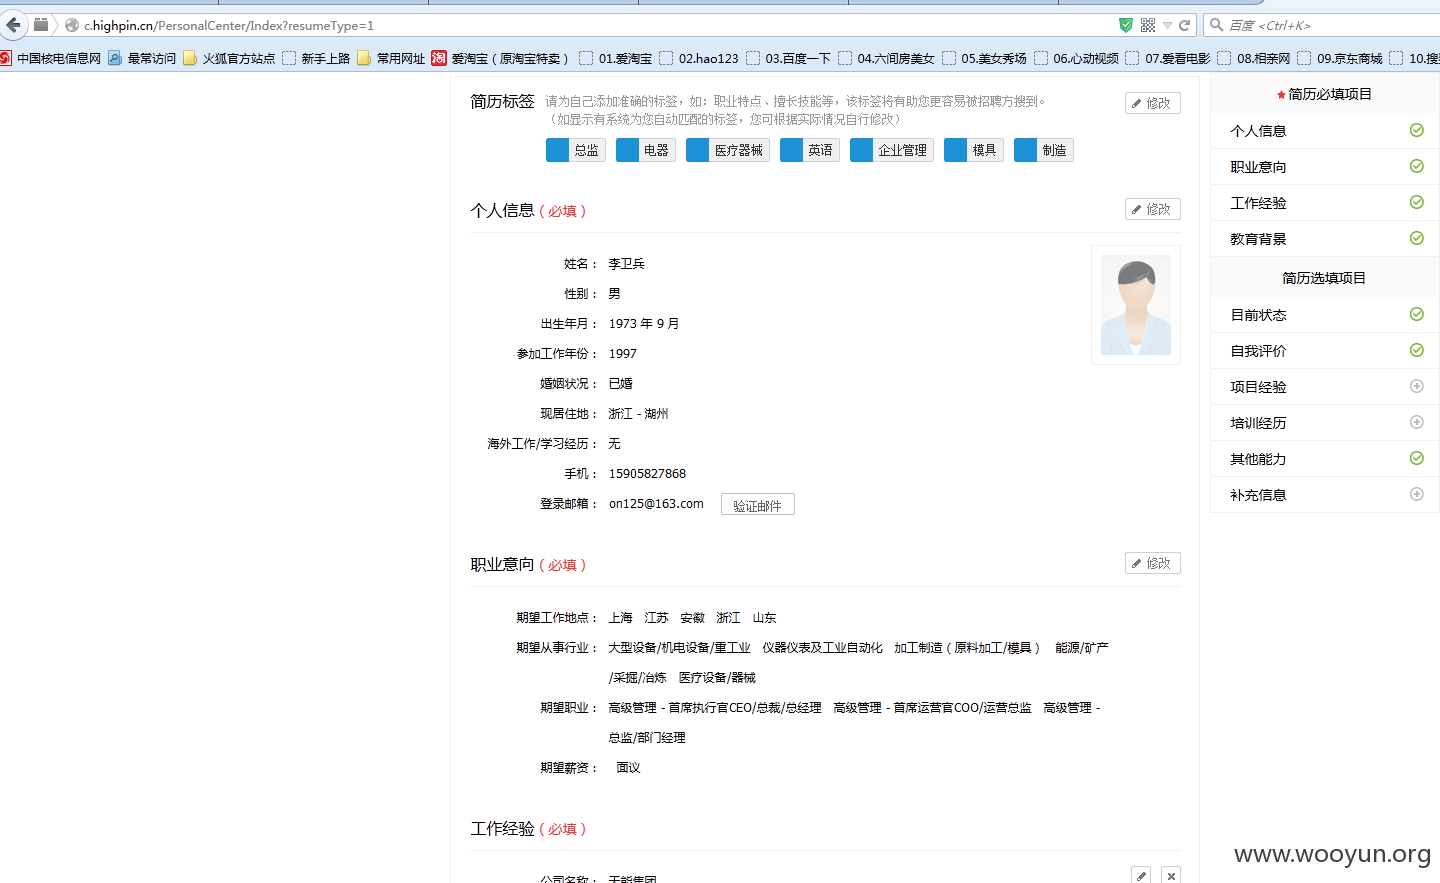 c.highpin.cn/PersonalCenter/Index?resumeType=1
百度 <Ctrl+K>
中国核电信息网 最常访问 火狐官方站点 新手上路 常用网址 淘 爱淘宝（原淘宝特卖） 01.爱淘宝 02.hao123 03.百度一下 04.六间房美女 05.美女秀场 06.心动视频 07.爱看电影 08.相亲网 09.京东商城
简历标签 请为自己添加准确的标签，如：职业特点、擅长技能等，该标签将有助您更容易被招聘方搜到。
（如显示有系统为您自动匹配的标签，您可根据实际情况自行修改）
修改
总监 电器 医疗器械 英语 企业管理 模具 制造
个人信息（必填） 修改
姓名： 李卫兵
性别： 男
出生年月： 1973 年 9 月
参加工作年份： 1997
婚姻状况： 已婚
现居住地： 浙江 - 湖州
海外工作/学习经历： 无
手机： 15905827868
登录邮箱： on125@163.com 验证邮件
职业意向（必填） 修改
期望工作地点： 上海 江苏 安徽 浙江 山东
期望从事行业： 大型设备/机电设备/重工业 仪器仪表及工业自动化 加工制造（原料加工/模具） 能源/矿产
/采掘/冶炼 医疗设备/器械
期望职业： 高级管理 - 首席执行官CEO/总裁/总经理 高级管理 - 首席运营官COO/运营总监 高级管理 -
总监/部门经理
期望薪资： 面议
工作经验（必填）
公司名称： 天能集团
★简历必填项目
个人信息
职业意向
工作经验
教育背景
简历选填项目
目前状态
自我评价
项目经验
培训经历
其他能力
补充信息
www.wooyun.org